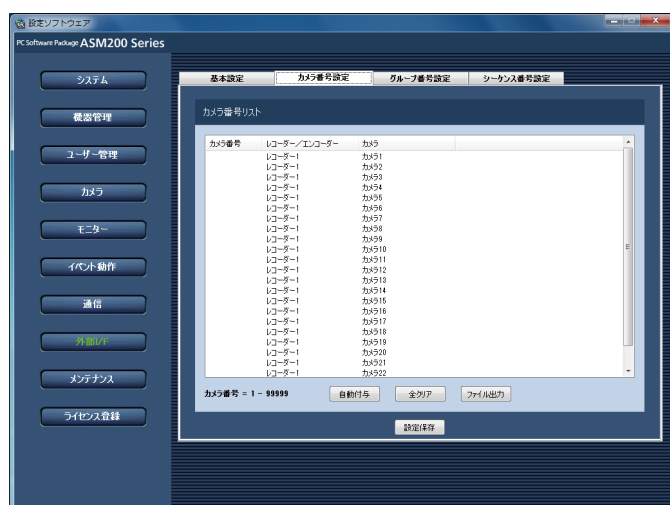 設定ソフトウェア
PC Software Package ASM200 Series
システム
機器管理
ユーザー管理
カメラ
モニター
イベント動作
通信
外部I/F
メンテナンス
ライセンス登録
基本設定 カメラ番号設定 グループ番号設定 シーケンス番号設定
カメラ番号リスト
カメラ番号 レコーダー/エンコーダー カメラ
レコーダー1 カメラ1
レコーダー1 カメラ2
レコーダー1 カメラ3
レコーダー1 カメラ4
レコーダー1 カメラ5
レコーダー1 カメラ6
レコーダー1 カメラ7
レコーダー1 カメラ8
レコーダー1 カメラ9
レコーダー1 カメラ10
レコーダー1 カメラ11
レコーダー1 カメラ12
レコーダー1 カメラ13
レコーダー1 カメラ14
レコーダー1 カメラ15
レコーダー1 カメラ16
レコーダー1 カメラ17
レコーダー1 カメラ18
レコーダー1 カメラ19
レコーダー1 カメラ20
レコーダー1 カメラ21
レコーダー1 カメラ22
カメラ番号 = 1 - 99999 自動付与 全クリア ファイル出力
設定保存